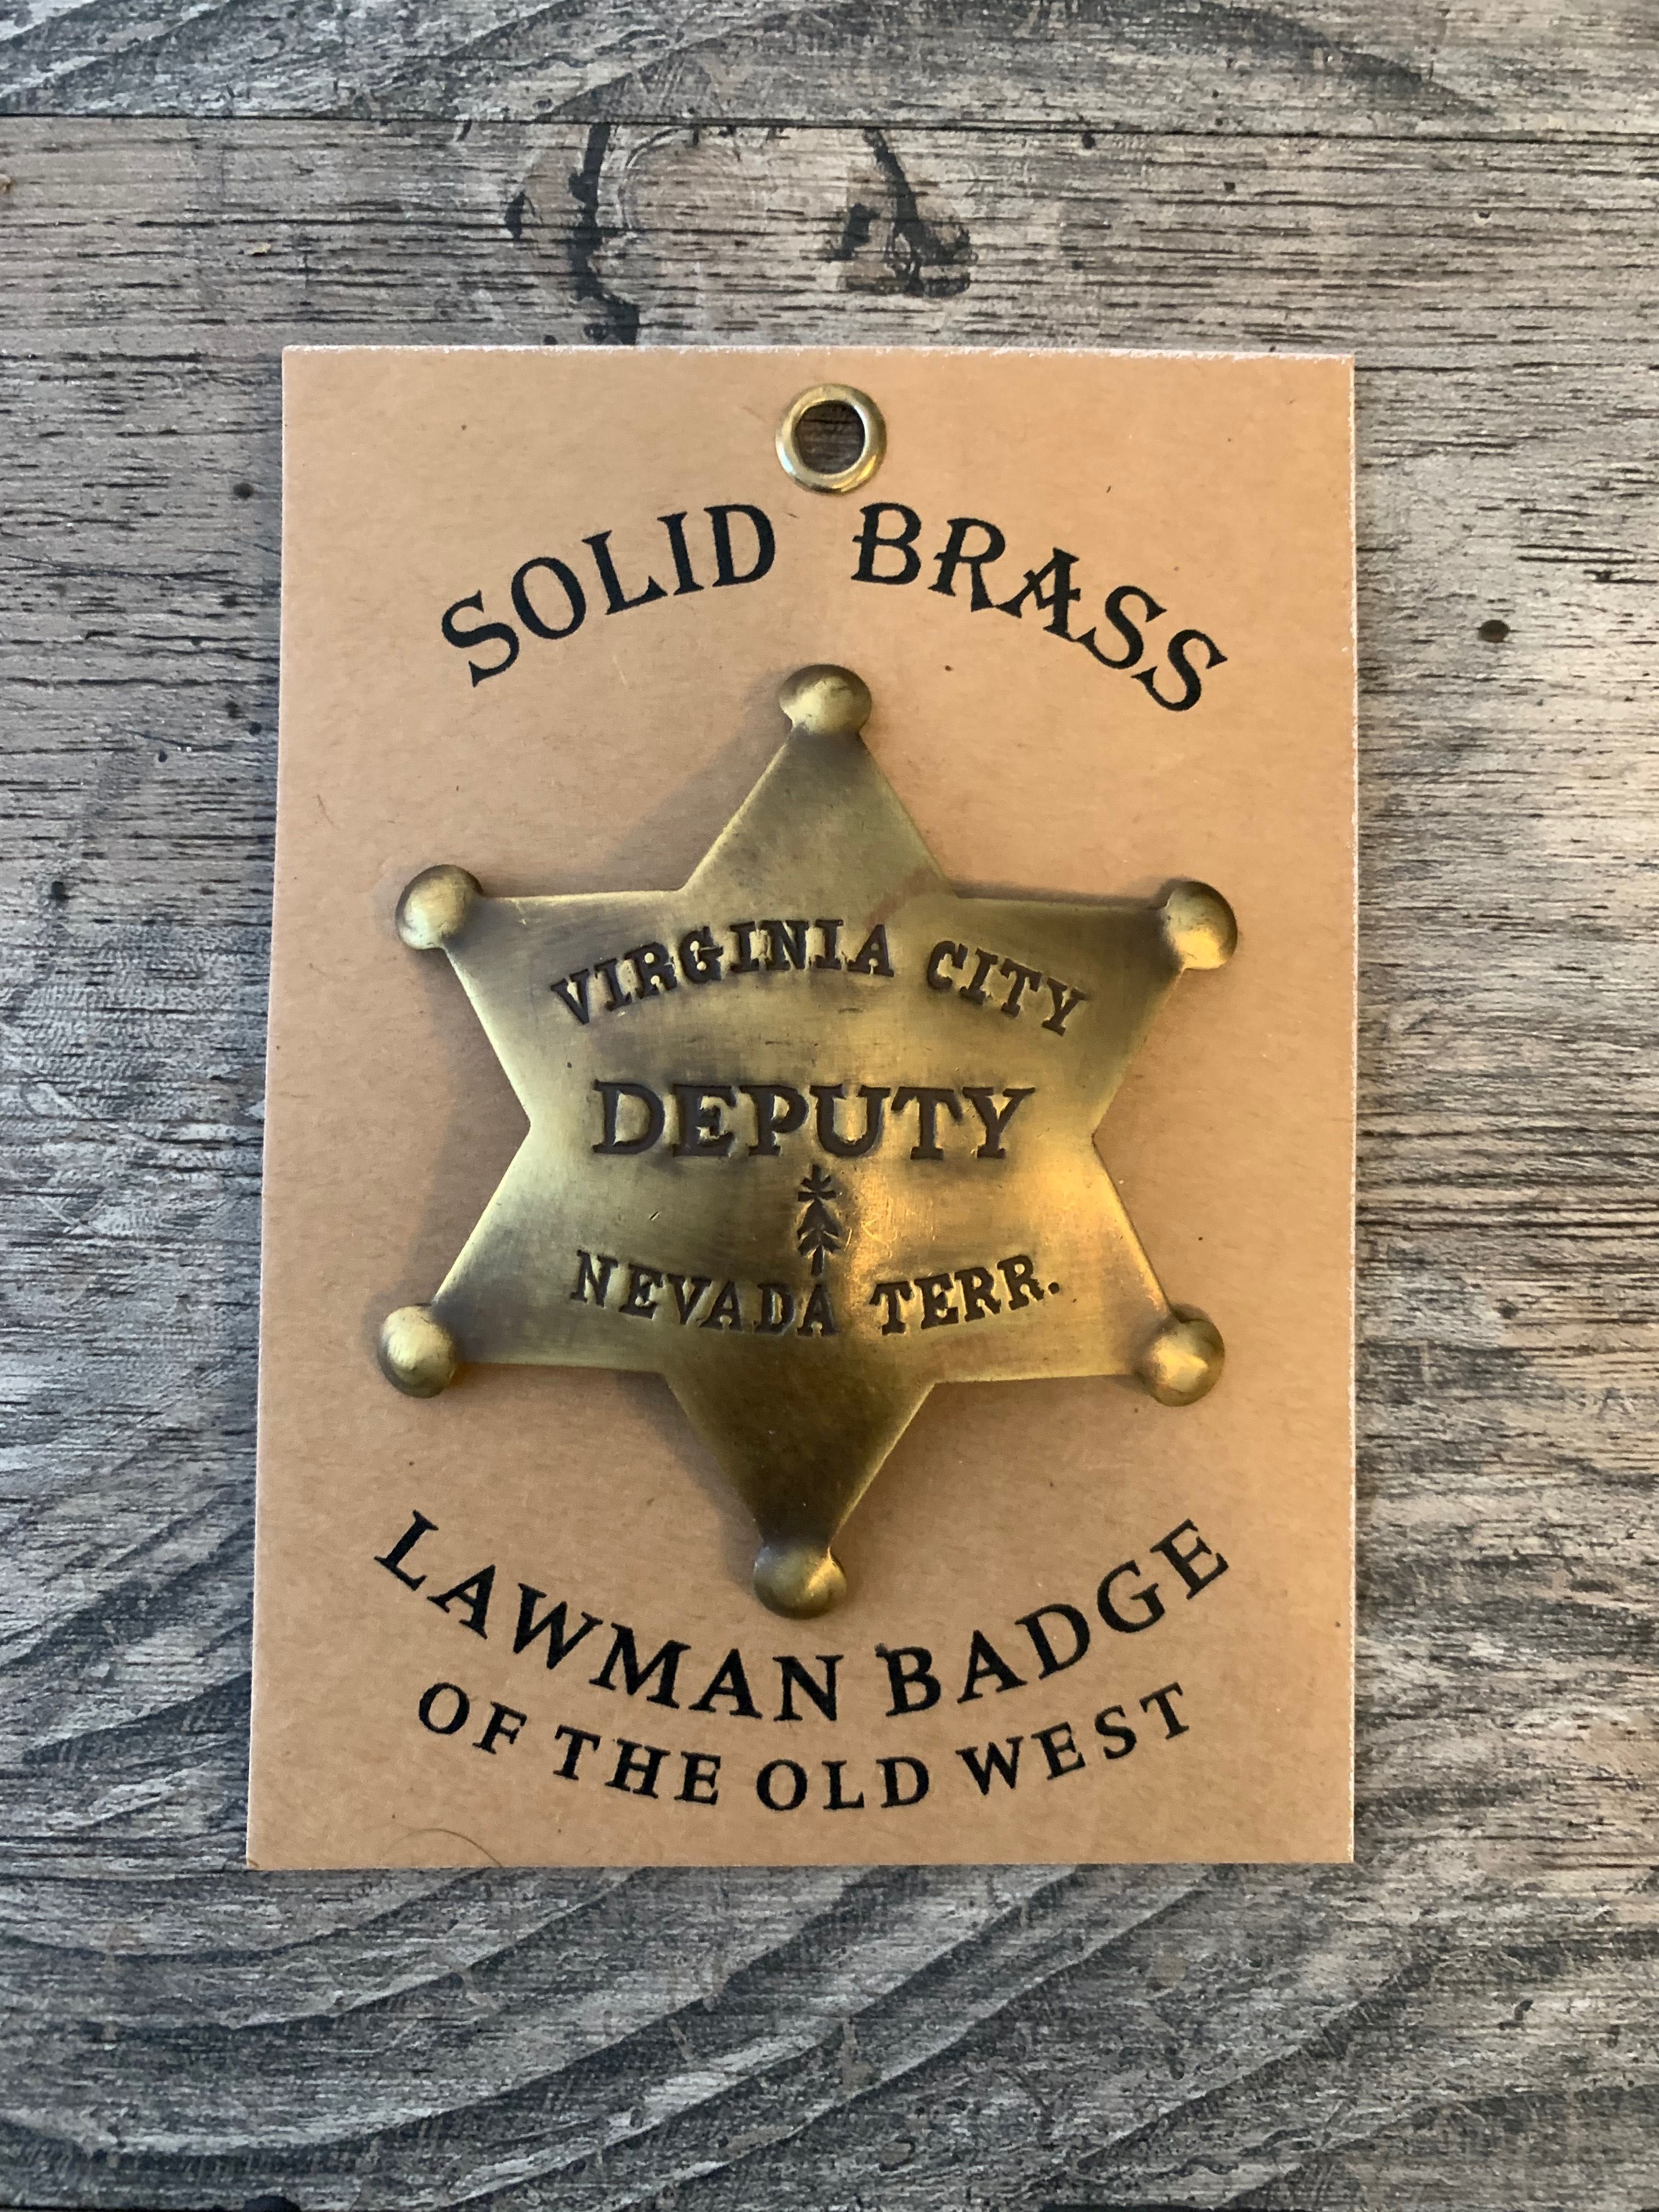 SOLID BRASS
VIRGINIA CITY
DEPUTY
NEVADA TERR.
LAWMAN BADGE
OF THE OLD WEST